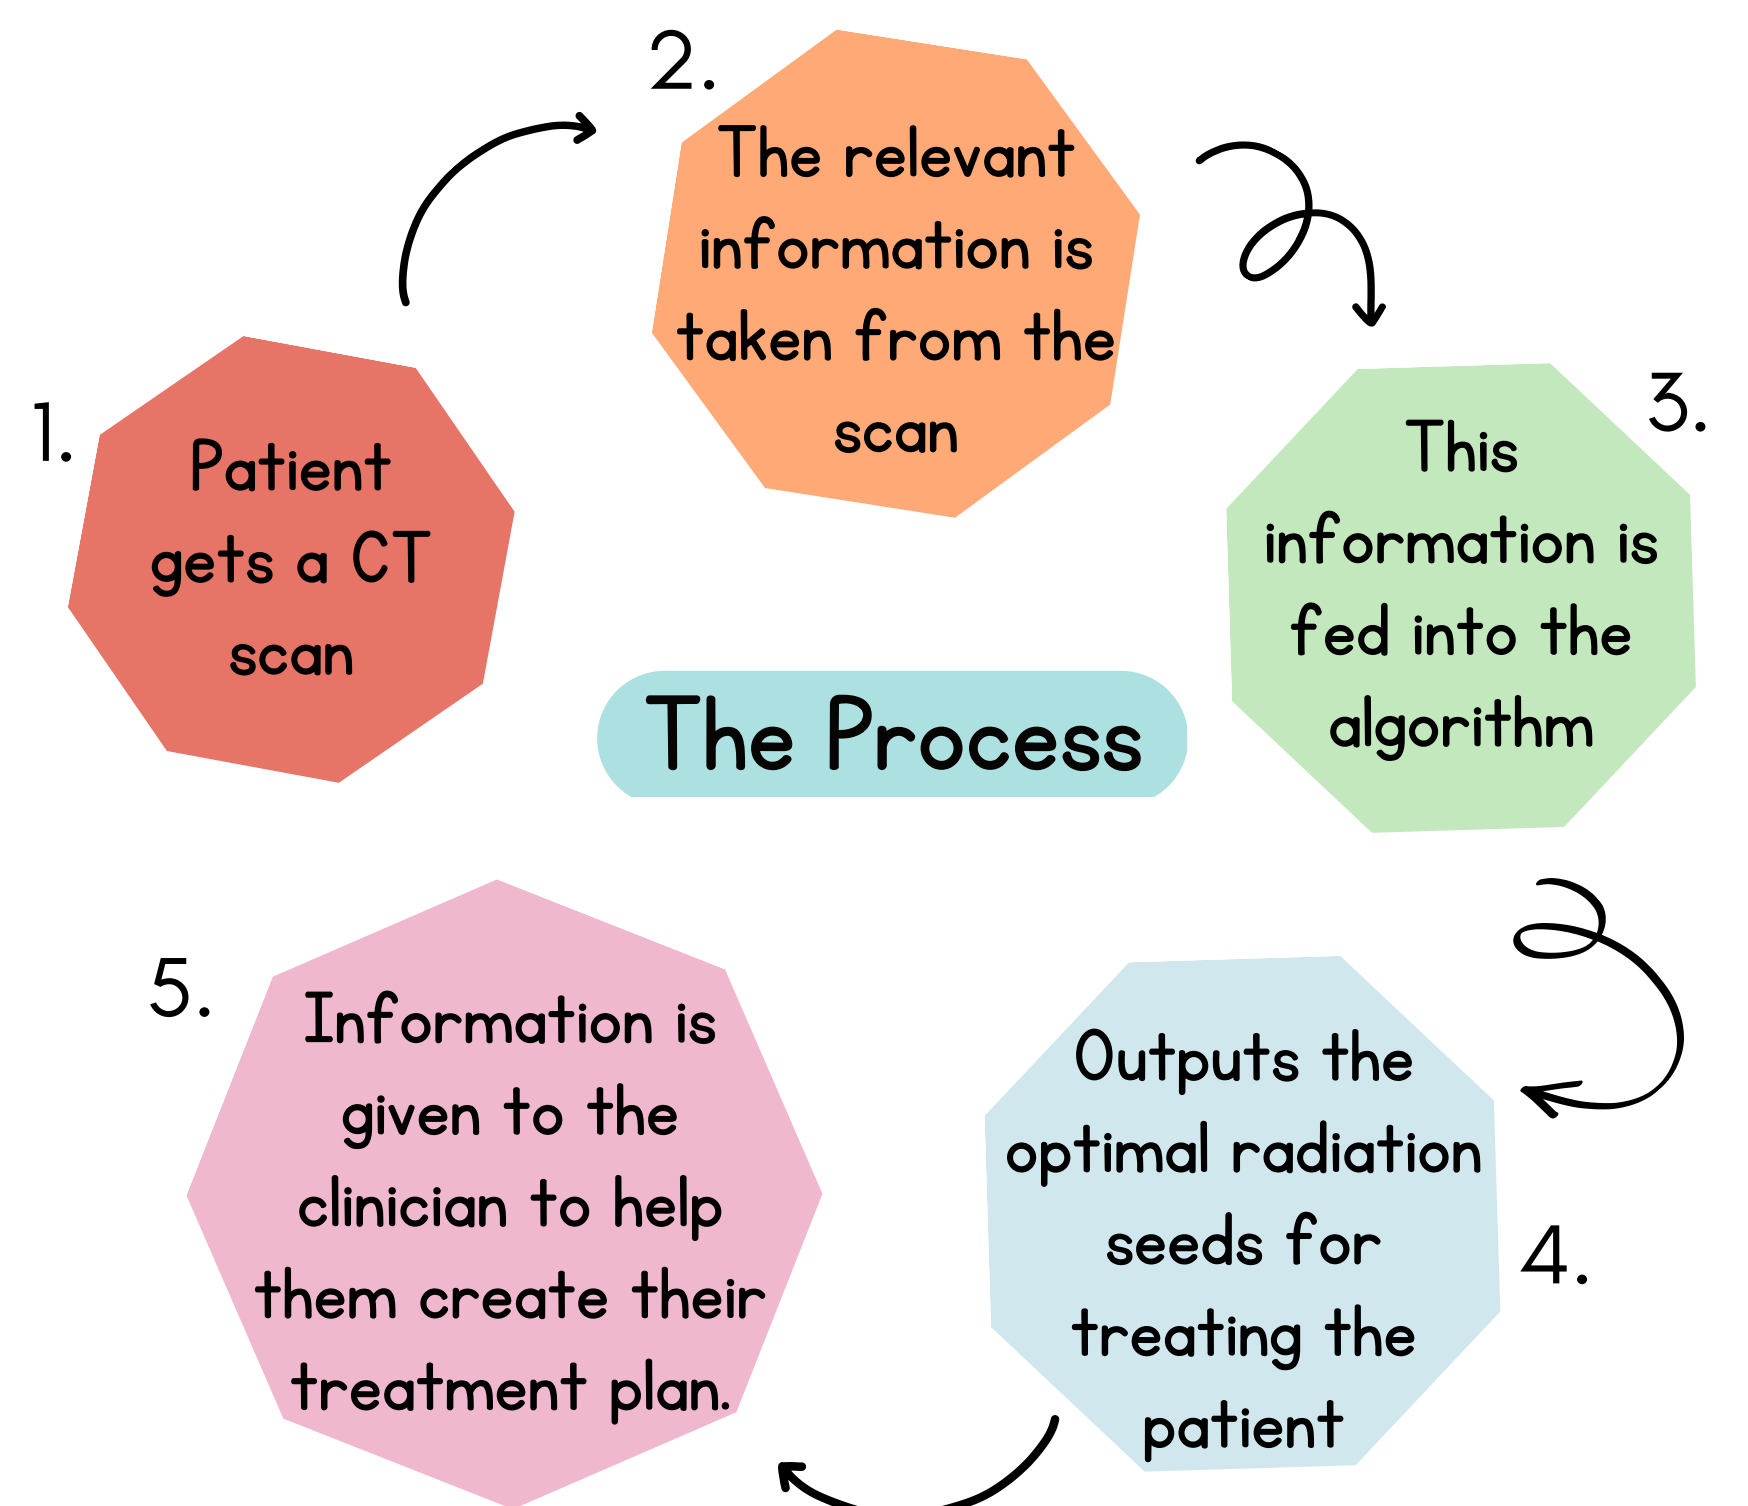 1.
Patient
gets a CT
scan
2.
The relevant
information is
taken from the
scan
3.
This
information is
fed into the
algorithm
The Process
4.
Outputs the
optimal radiation
seeds for
treating the
patient
5.
Information is
given to the
clinician to help
them create their
treatment plan.